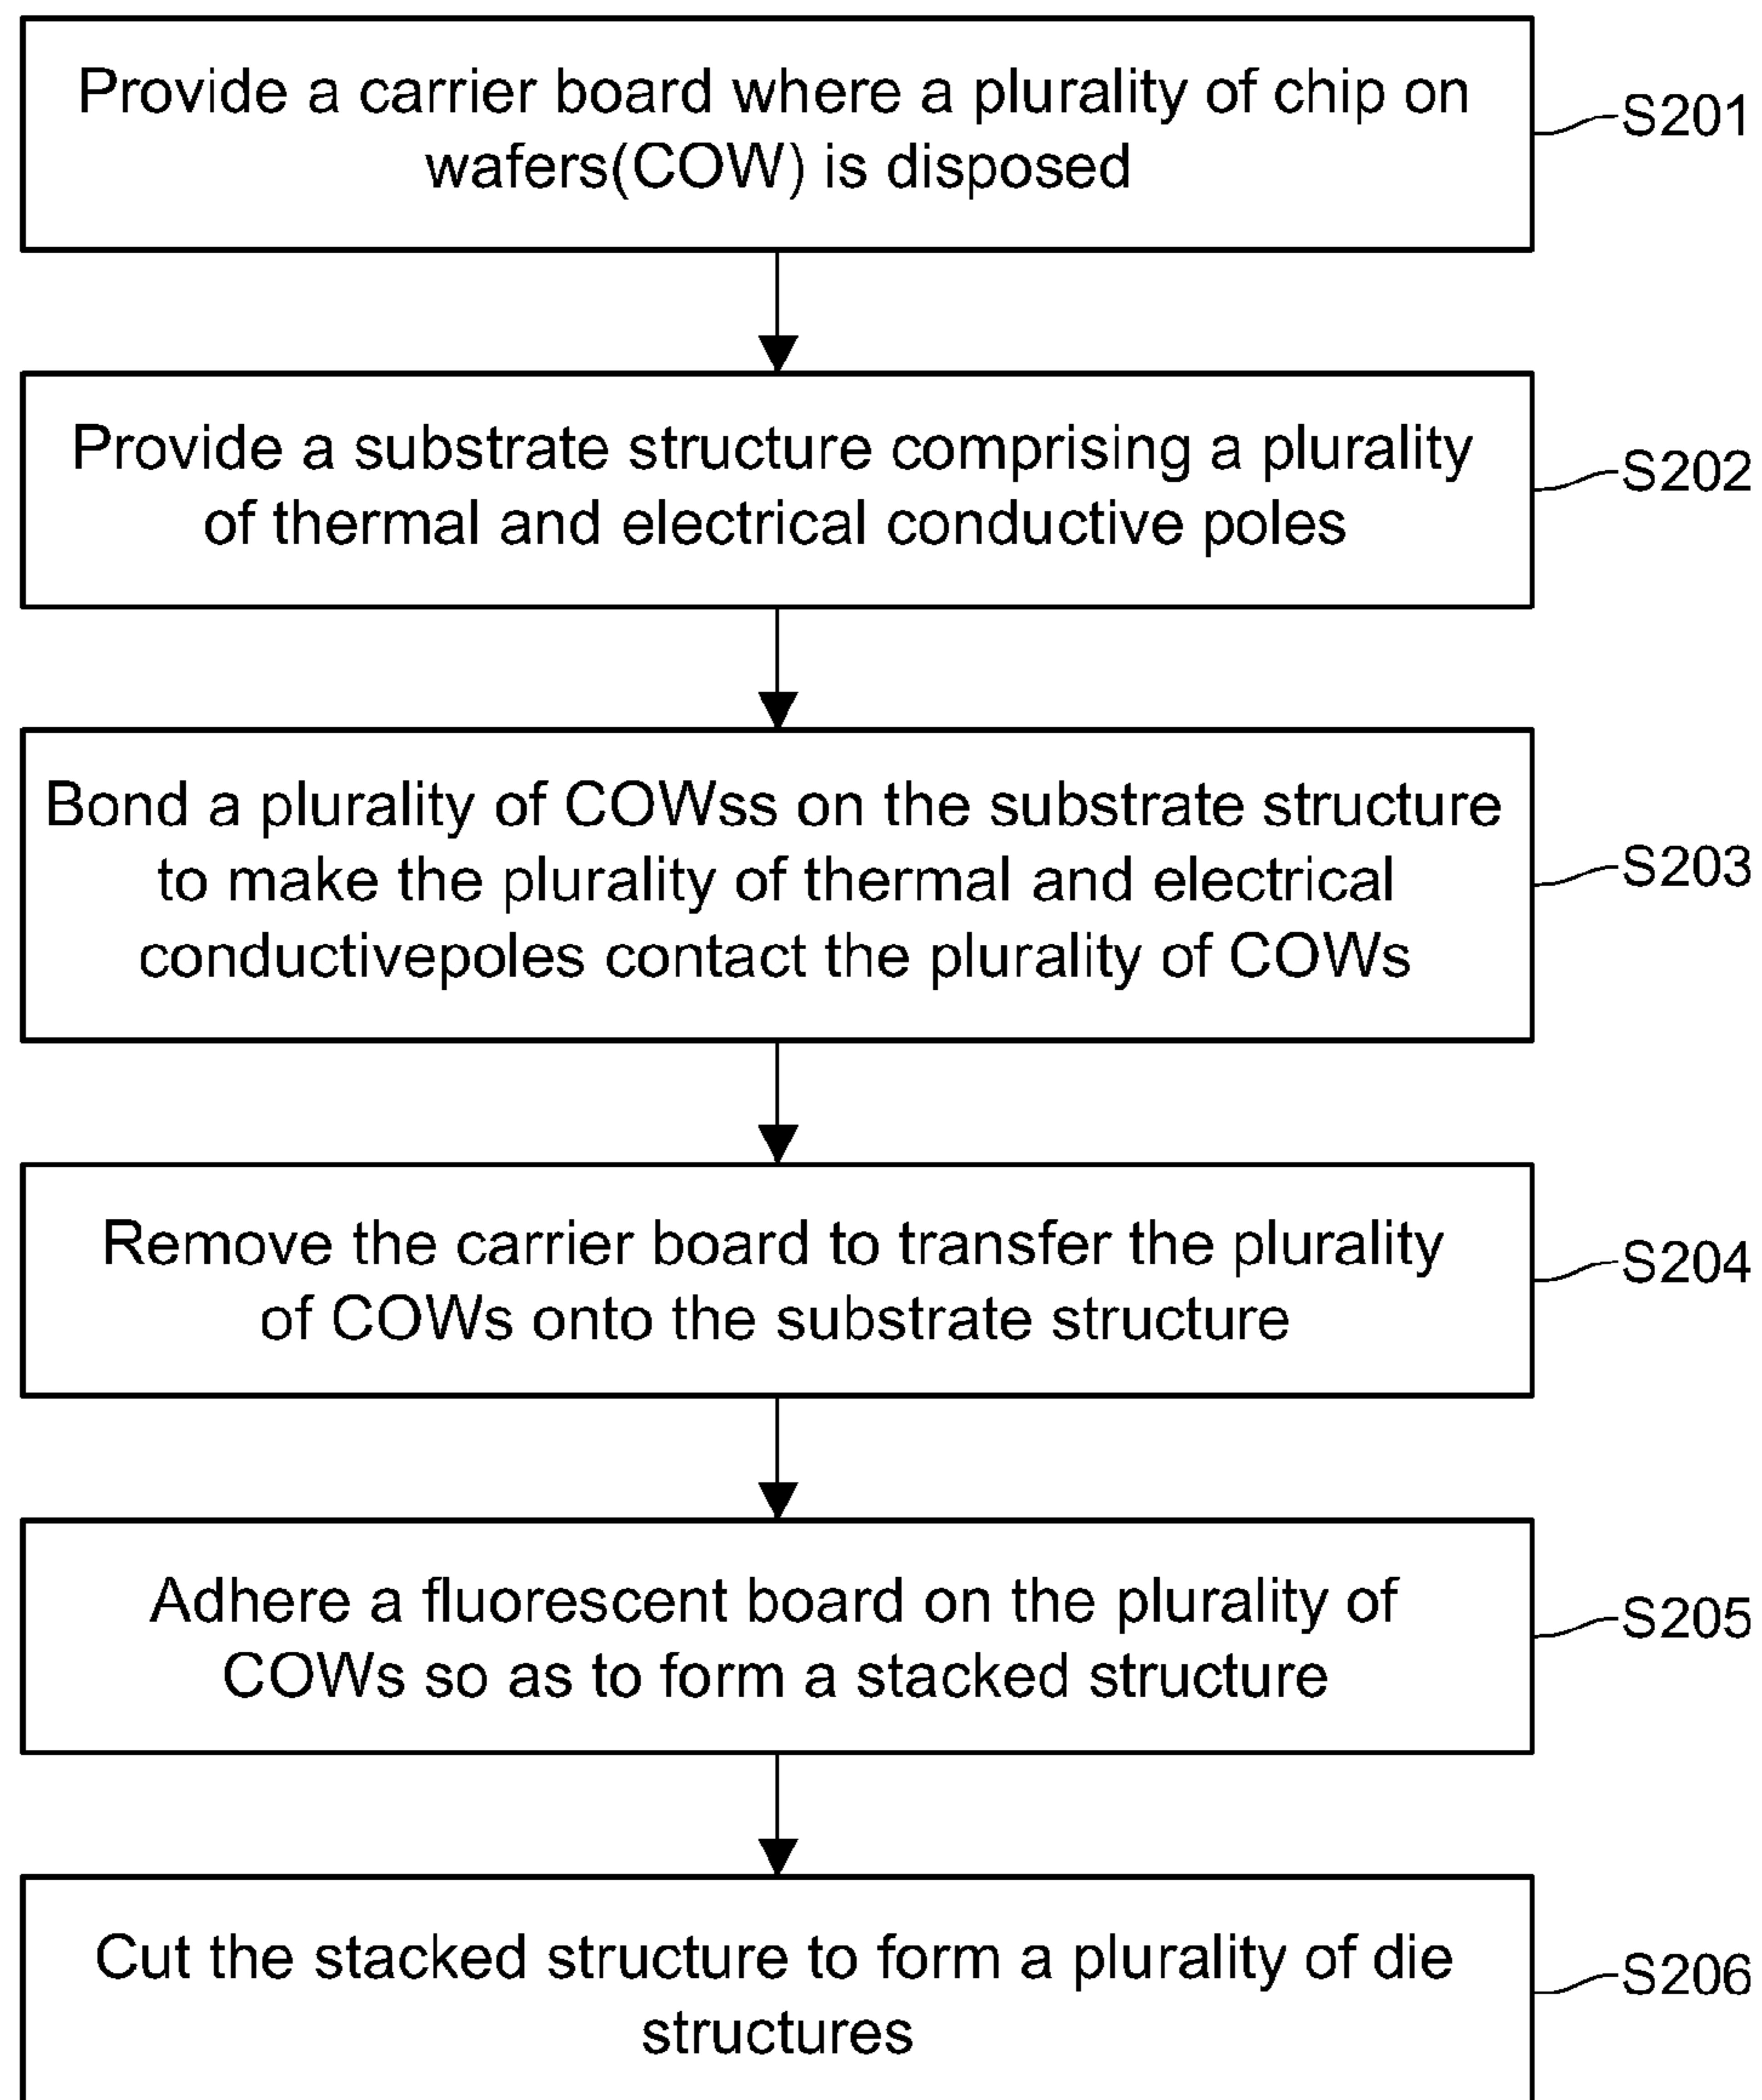 Provide a carrier board where a plurality of chip on
wafers(COW) is disposed
S201
Provide a substrate structure comprising a plurality
of thermal and electrical conductive poles
S202
Bond a plurality of COWss on the substrate structure
to make the plurality of thermal and electrical
conductivepoles contact the plurality of COWs
S203
Remove the carrier board to transfer the plurality
of COWs onto the substrate structure
S204
Adhere a fluorescent board on the plurality of
COWs so as to form a stacked structure
S205
Cut the stacked structure to form a plurality of die
structures
S206